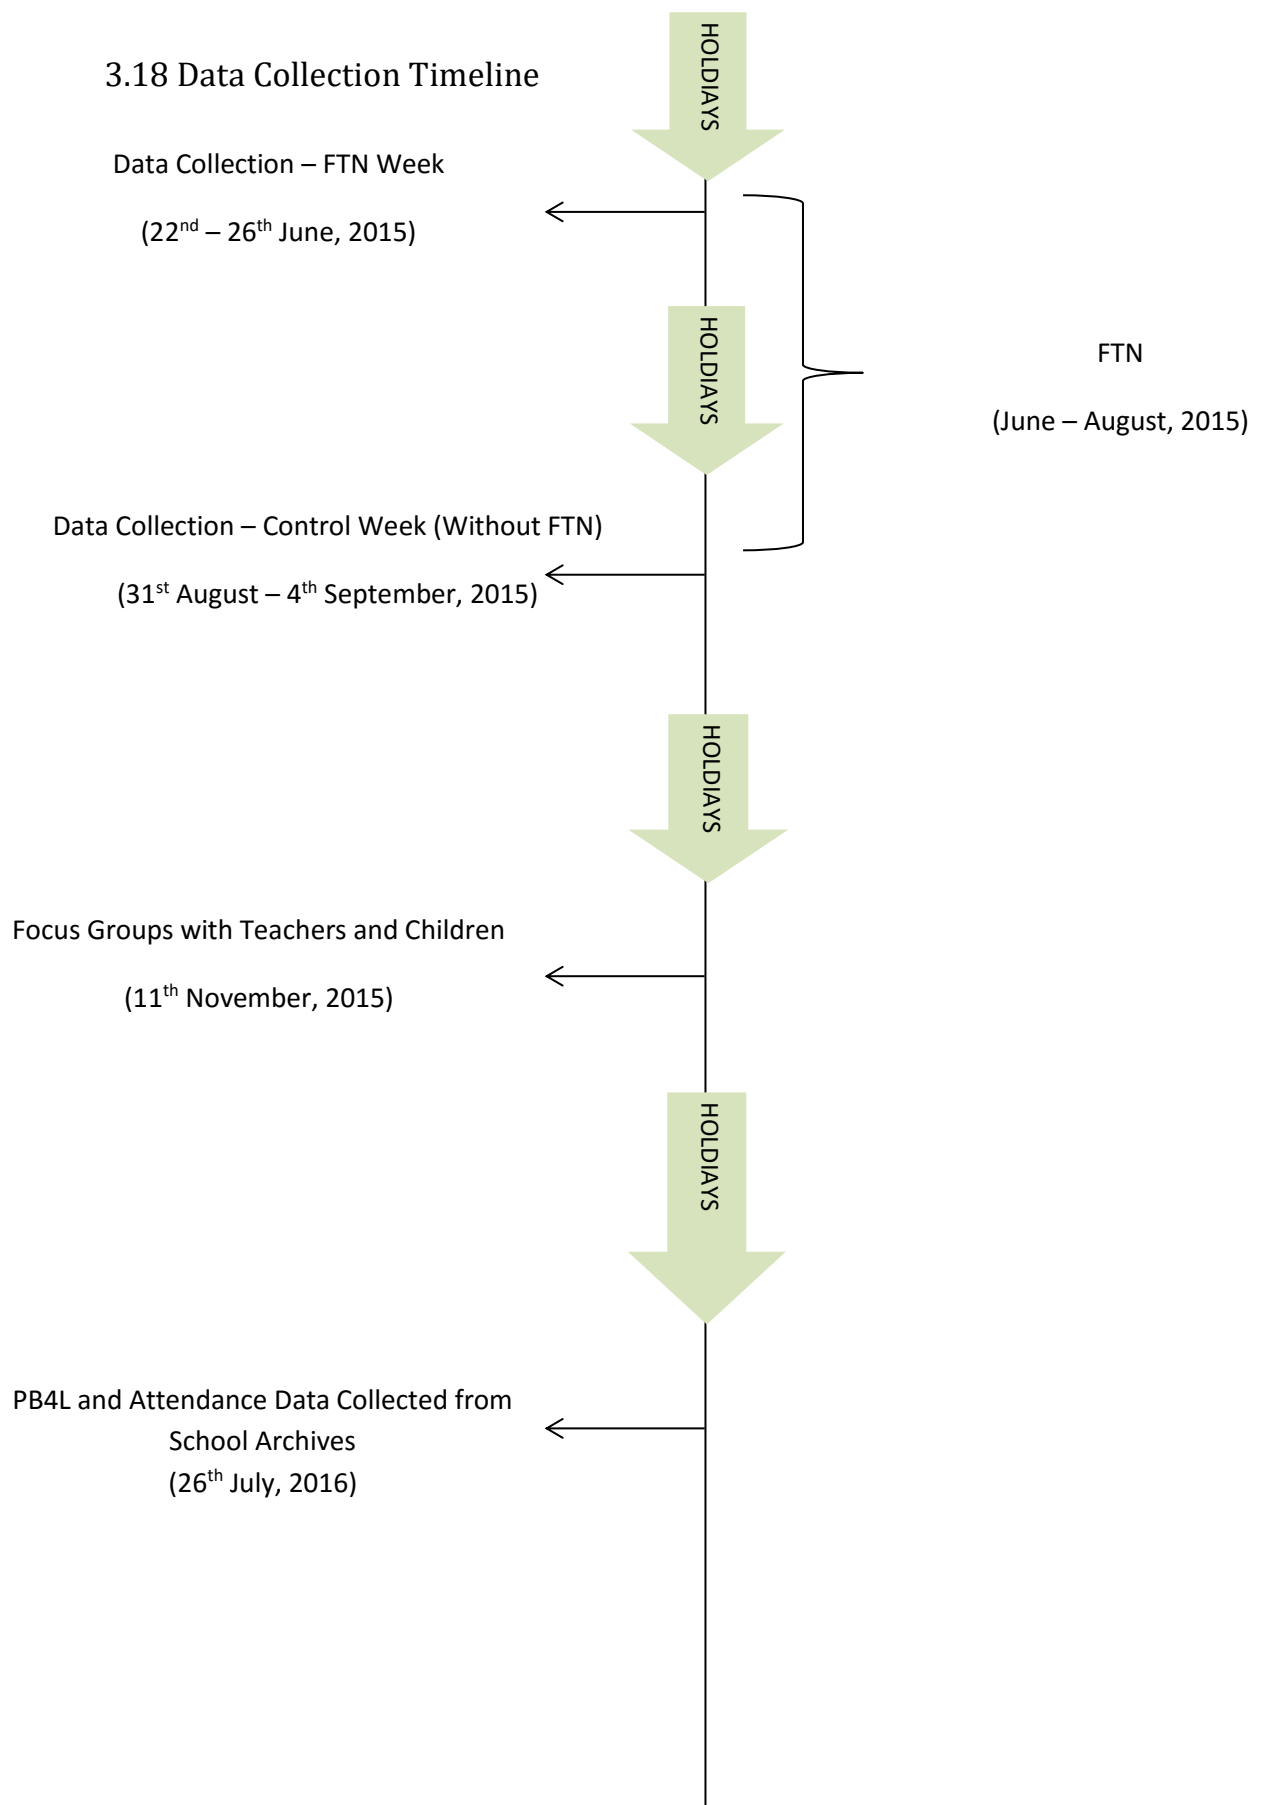 HOLDIAYS
3.18 Data Collection Timeline
Data Collection – FTN Week
(22nd – 26th June, 2015)
HOLDIAYS
FTN
(June – August, 2015)
Data Collection – Control Week (Without FTN)
(31st August – 4th September, 2015)
HOLDIAYS
Focus Groups with Teachers and Children
(11th November, 2015)
HOLDIAYS
PB4L and Attendance Data Collected from
School Archives
(26th July, 2016)